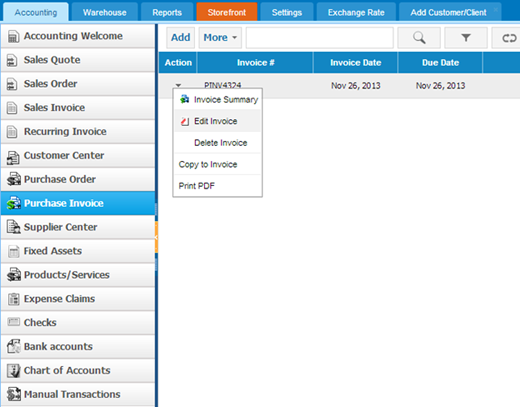 Accounting Warehouse Reports Storefront Settings Exchange Rate Add Customer/Client
Accounting Welcome
Sales Quote
Sales Order
Sales Invoice
Recurring Invoice
Customer Center
Purchase Order
Purchase Invoice
Supplier Center
Fixed Assets
Products/Services
Expense Claims
Checks
Bank accounts
Chart of Accounts
Manual Transactions
Add More
Action Invoice # Invoice Date Due Date
PINV4324 Nov 26, 2013 Nov 26, 2013
Invoice Summary
Edit Invoice
Delete Invoice
Copy to Invoice
Print PDF